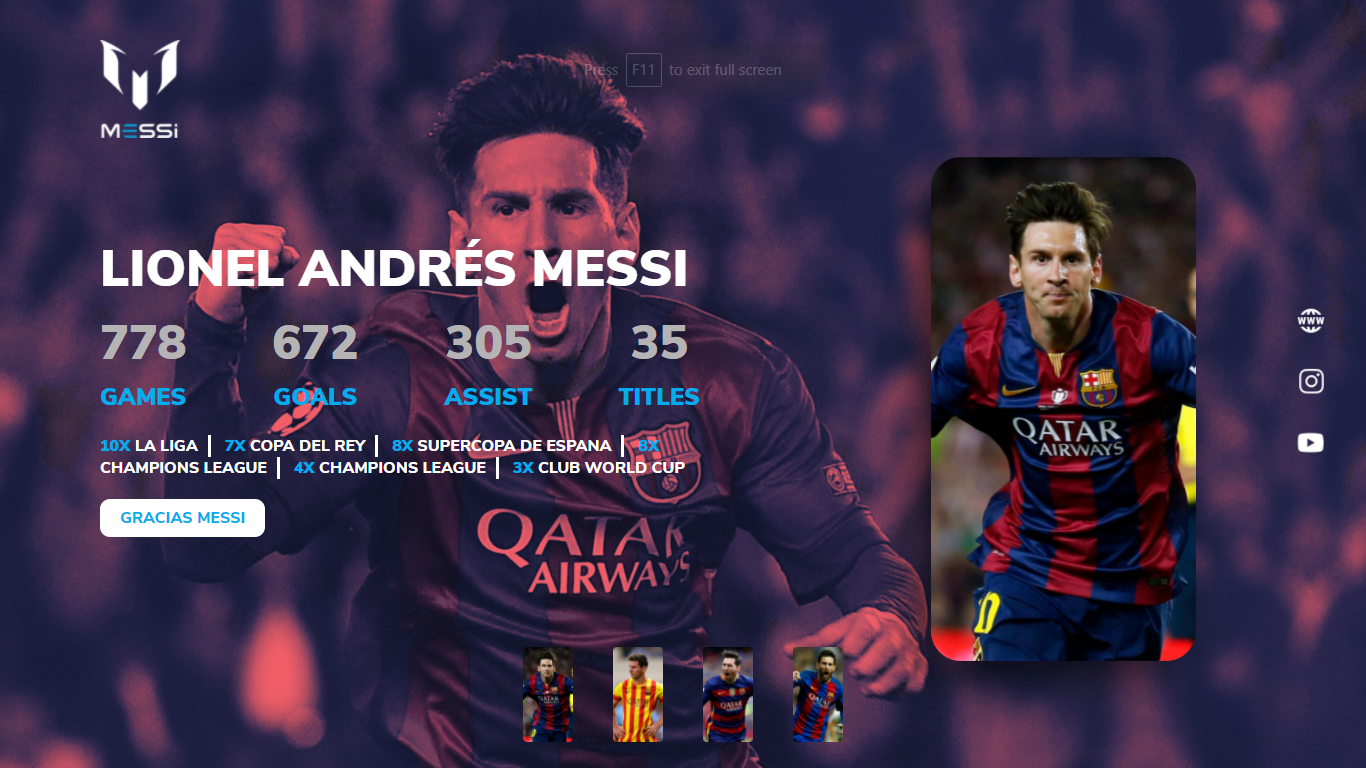 Press F11 to exit full screen
MESSi
LIONEL ANDRÉS MESSI
778 672 305 35
GAMES GOALS ASSIST TITLES
10X LA LIGA | 7X COPA DEL REY | 8X SUPERCOPA DE ESPANA | 8X
CHAMPIONS LEAGUE | 4X CHAMPIONS LEAGUE | 3X CLUB WORLD CUP
GRACIAS MESSI
QATAR
AIRWAYS
QATAR
AIRWAYS
10
WWW